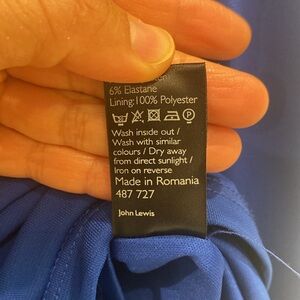 6% Elastane
Lining:100% Polyester
Wash inside out /
Wash with similar
colours / Dry away
from direct sunlight /
Iron on reverse
Made in Romania
487 727
John Lewis